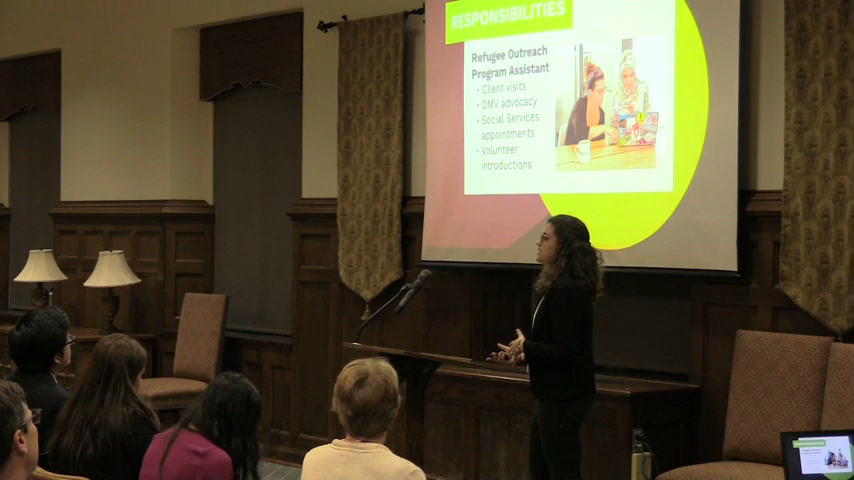 RESPONSIBILITIES
Refugee Outreach
Program Assistant
• Client visits
• DMV advocacy
• Social Services
appointments
• Volunteer
introductions